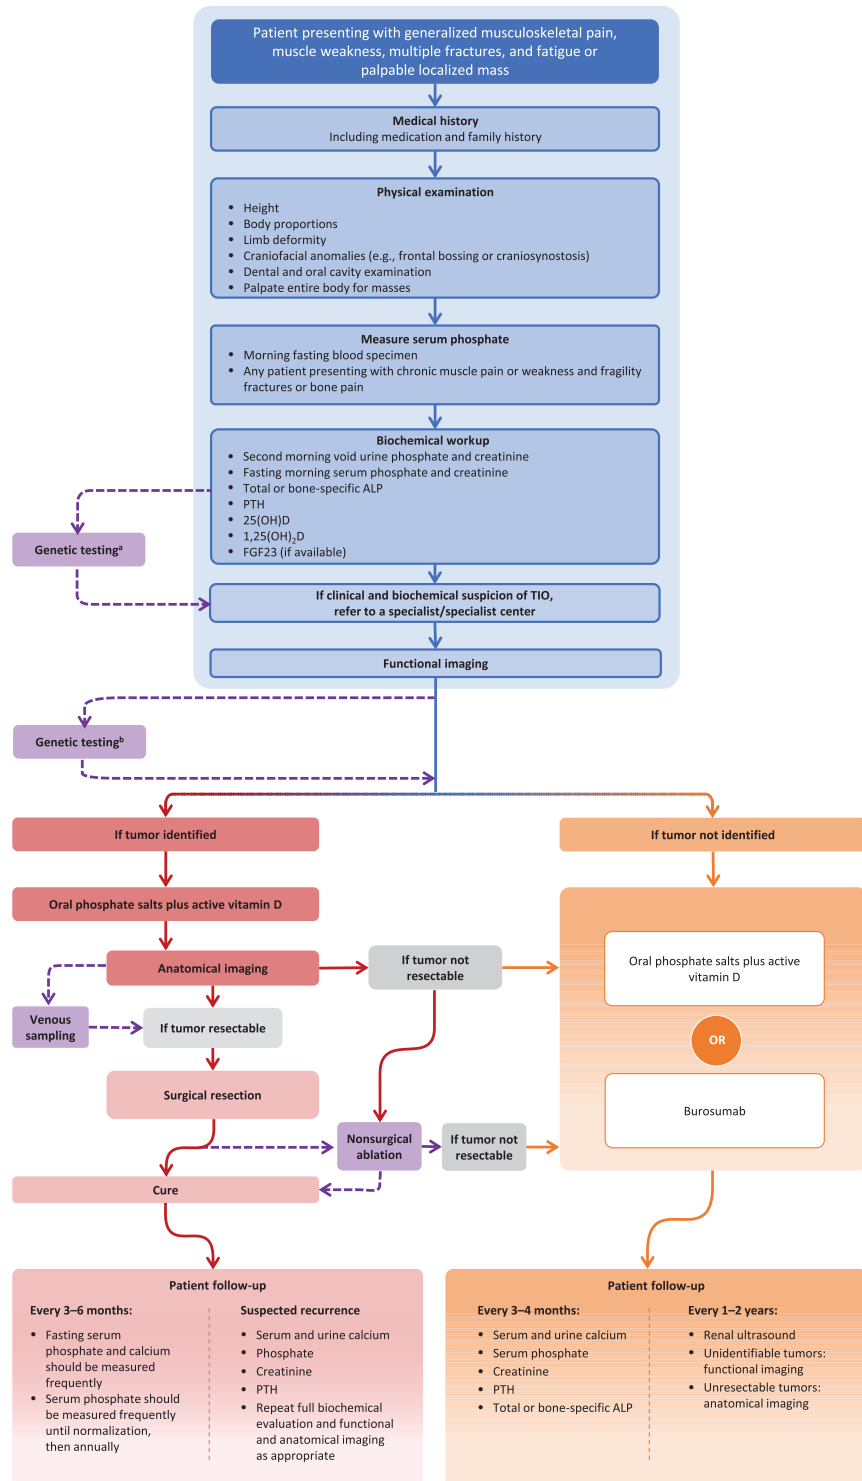 Patient presenting with generalized musculoskeletal pain,
muscle weakness, multiple fractures, and fatigue or
palpable localized mass
Medical history
Including medication and family history
Physical examination
• Height
• Body proportions
• Limb deformity
• Craniofacial anomalies (e.g., frontal bossing or craniosynostosis)
• Dental and oral cavity examination
• Palpate entire body for masses
Measure serum phosphate
• Morning fasting blood specimen
• Any patient presenting with chronic muscle pain or weakness and fragility
fractures or bone pain
Biochemical workup
• Second morning void urine phosphate and creatinine
• Fasting morning serum phosphate and creatinine
• Total or bone-specific ALP
• PTH
• 25(OH)D
• 1,25(OH)₂D
• FGF23 (if available)
Genetic testingᵃ
If clinical and biochemical suspicion of TIO,
refer to a specialist/specialist center
Functional imaging
Genetic testingᵇ
If tumor identified
If tumor not identified
Oral phosphate salts plus active vitamin D
Anatomical imaging
If tumor not
resectable
Oral phosphate salts plus active
vitamin D
Venous
sampling
If tumor resectable
OR
Surgical resection
Burosumab
Nonsurgical
ablation
If tumor not
resectable
Cure
Patient follow-up
Every 3–6 months:
• Fasting serum
phosphate and calcium
should be measured
frequently
• Serum phosphate should
be measured frequently
until normalization,
then annually
Suspected recurrence
• Serum and urine calcium
• Phosphate
• Creatinine
• PTH
• Repeat full biochemical
evaluation and functional
and anatomical imaging
as appropriate
Patient follow-up
Every 3–4 months:
• Serum and urine calcium
• Serum phosphate
• Creatinine
• PTH
• Total or bone-specific ALP
Every 1–2 years:
• Renal ultrasound
• Unidentifiable tumors:
functional imaging
• Unresectable tumors:
anatomical imaging